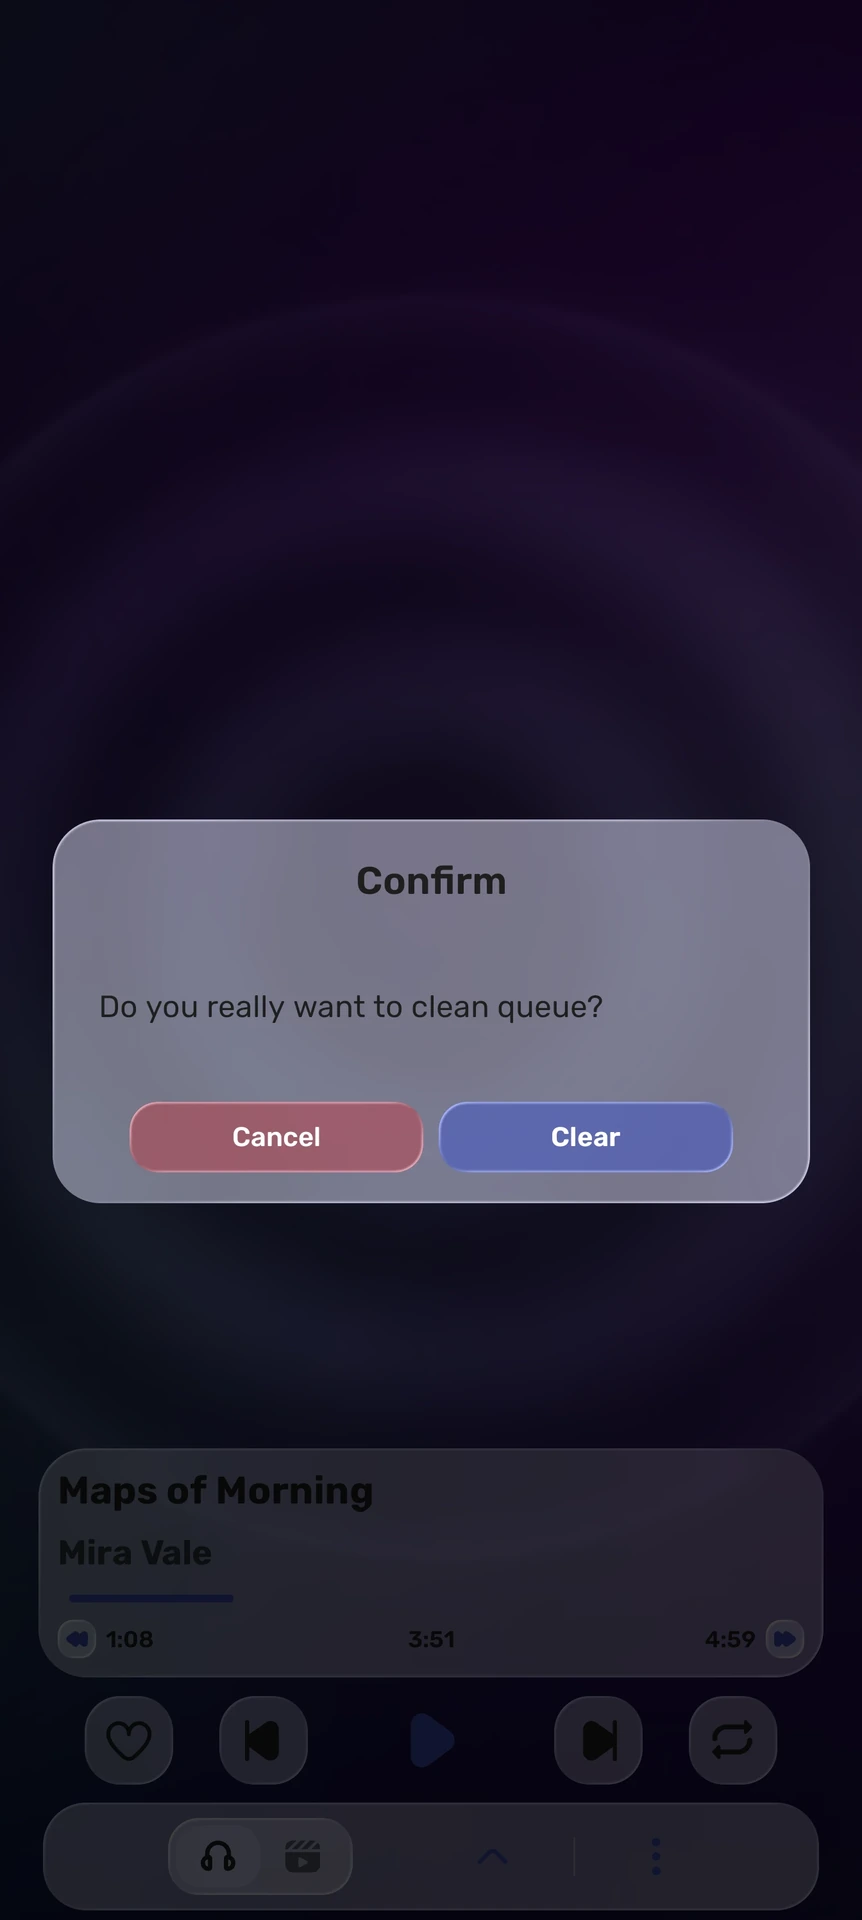 Confirm
Do you really want to clean queue?
Cancel
Clear
Maps of Morning
Mira Vale
1:08
3:51
4:59